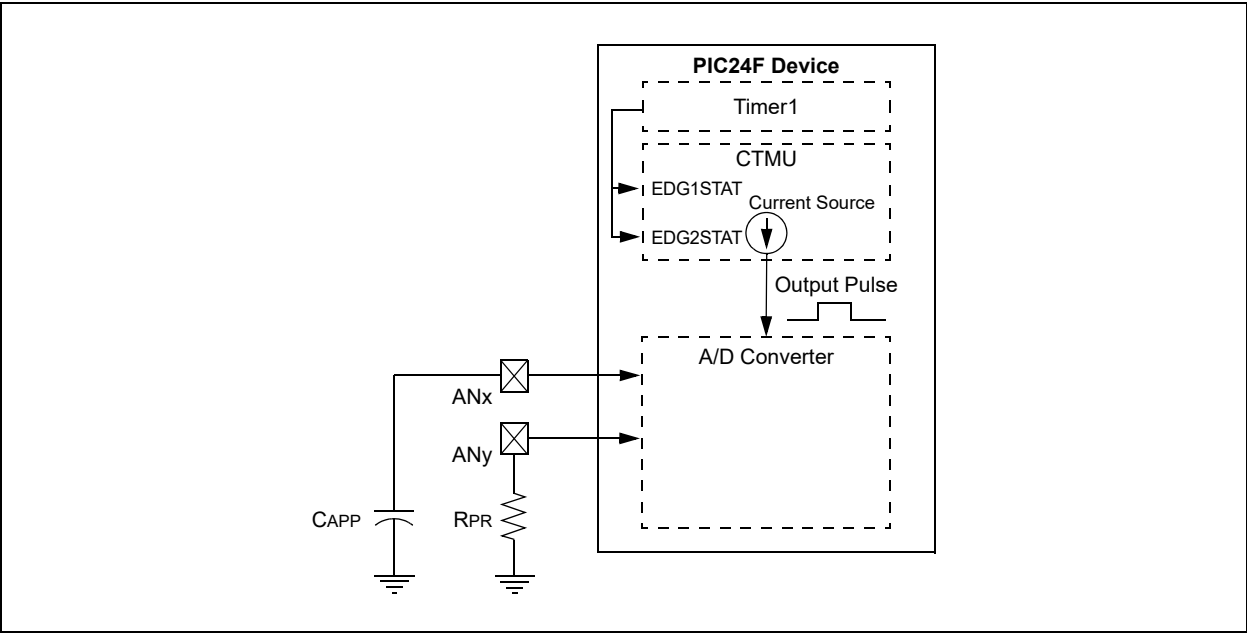 PIC24F Device
Timer1
CTMU
EDG1STAT
Current Source
EDG2STAT
Output Pulse
A/D Converter
ANx
ANy
CAPP
RPR